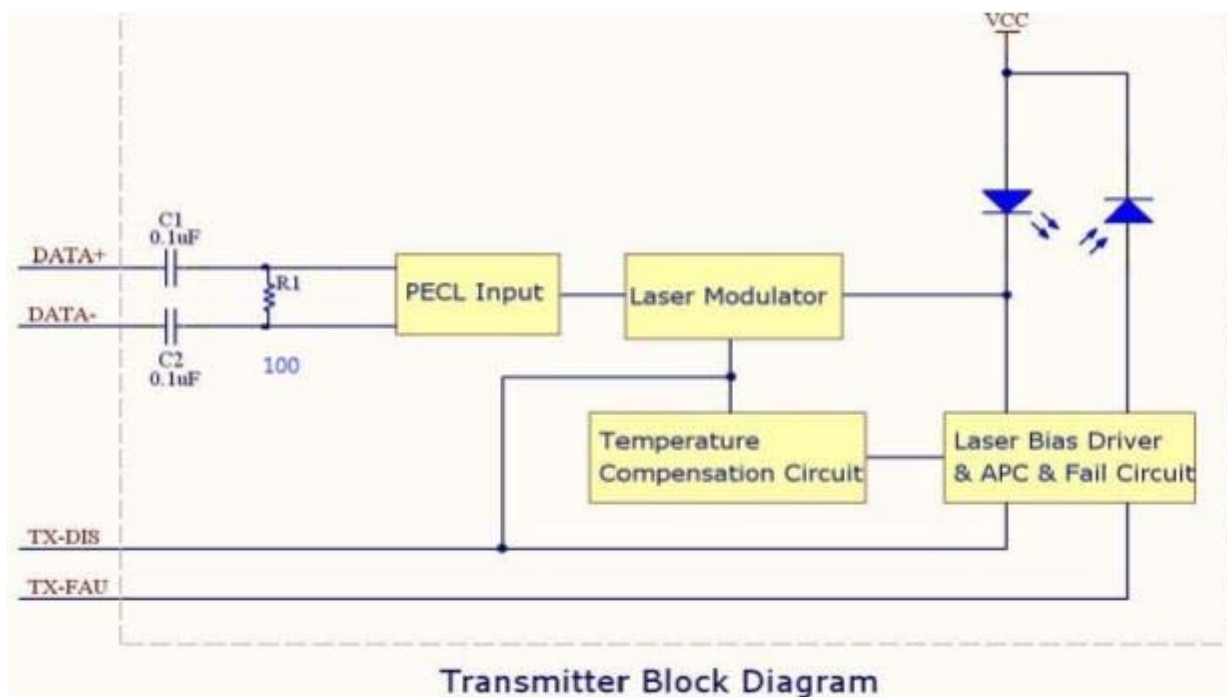 VCC
C1
0.1uF
DATA+
R1
PECL Input
Laser Modulator
DATA-
C2
0.1uF
100
Temperature
Compensation Circuit
Laser Bias Driver
& APC & Fail Circuit
TX-DIS
TX-FAU
Transmitter Block Diagram